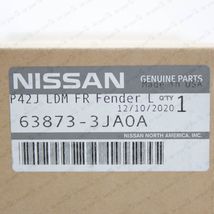 NISSAN GENUINE PARTS
Made in USA
P42J LDM FR Fender L QTY 1
12/10/2020
63873-3JA0A
NISSAN NORTH AMERICA, INC.